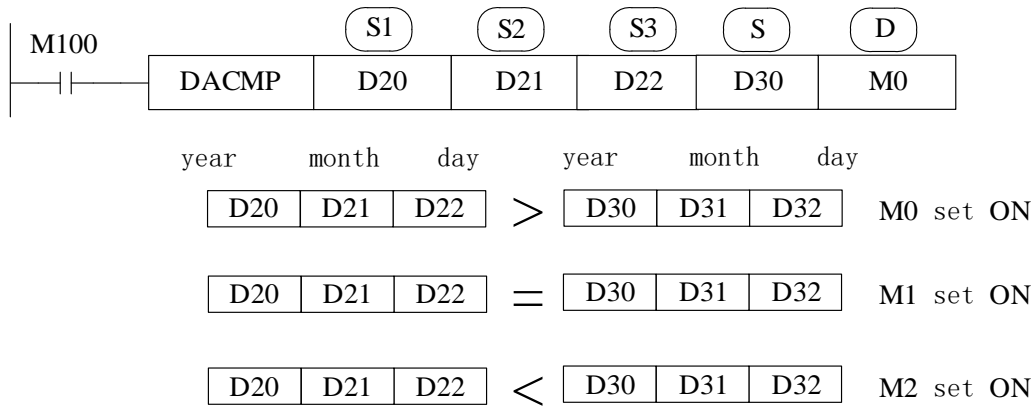 S1 S2 S3 S D
M100
DACMP D20 D21 D22 D30 M0
year month day year month day
D20 D21 D22 > D30 D31 D32 M0 set ON
D20 D21 D22 = D30 D31 D32 M1 set ON
D20 D21 D22 < D30 D31 D32 M2 set ON